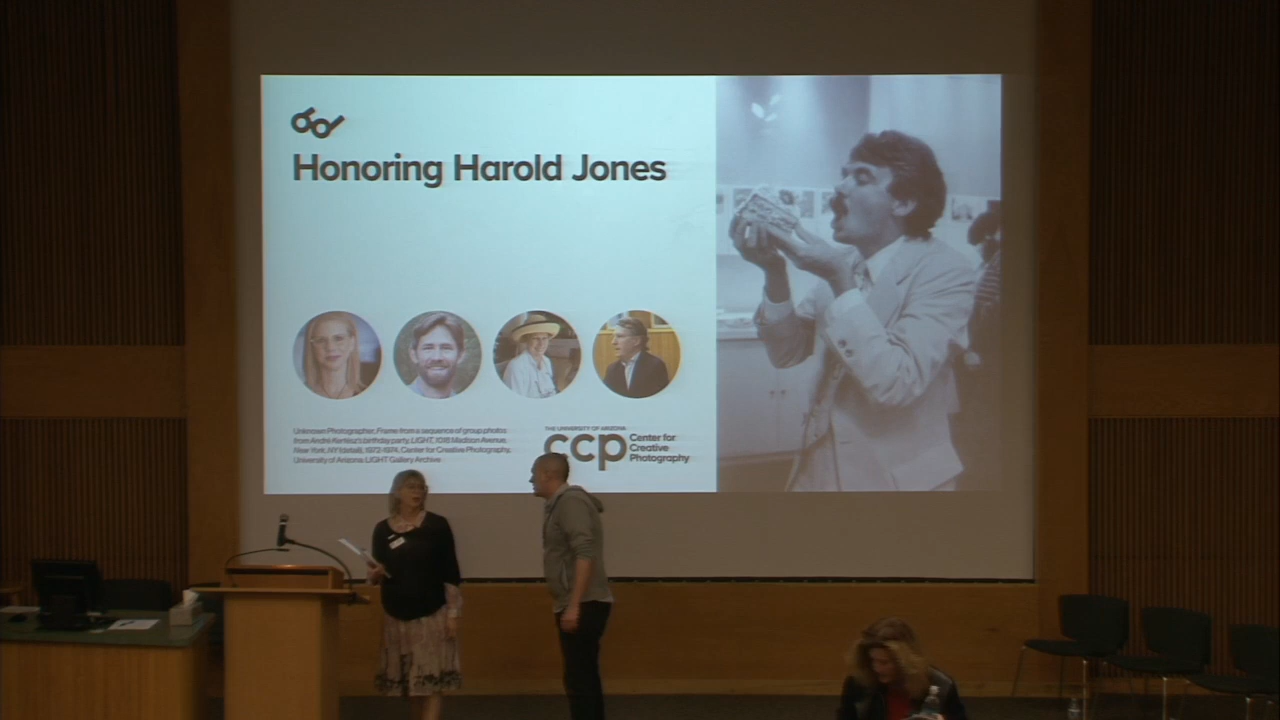 Honoring Harold Jones
Unknown Photographer, Frame from a sequence of group photos
from André Kertész's birthday party, LIGHT, 1018 Madison Avenue,
New York, NY (detail), 1972-1974, Center for Creative Photography,
University of Arizona: LIGHT Gallery Archive
THE UNIVERSITY OF ARIZONA
ccp
Center for
Creative
Photography